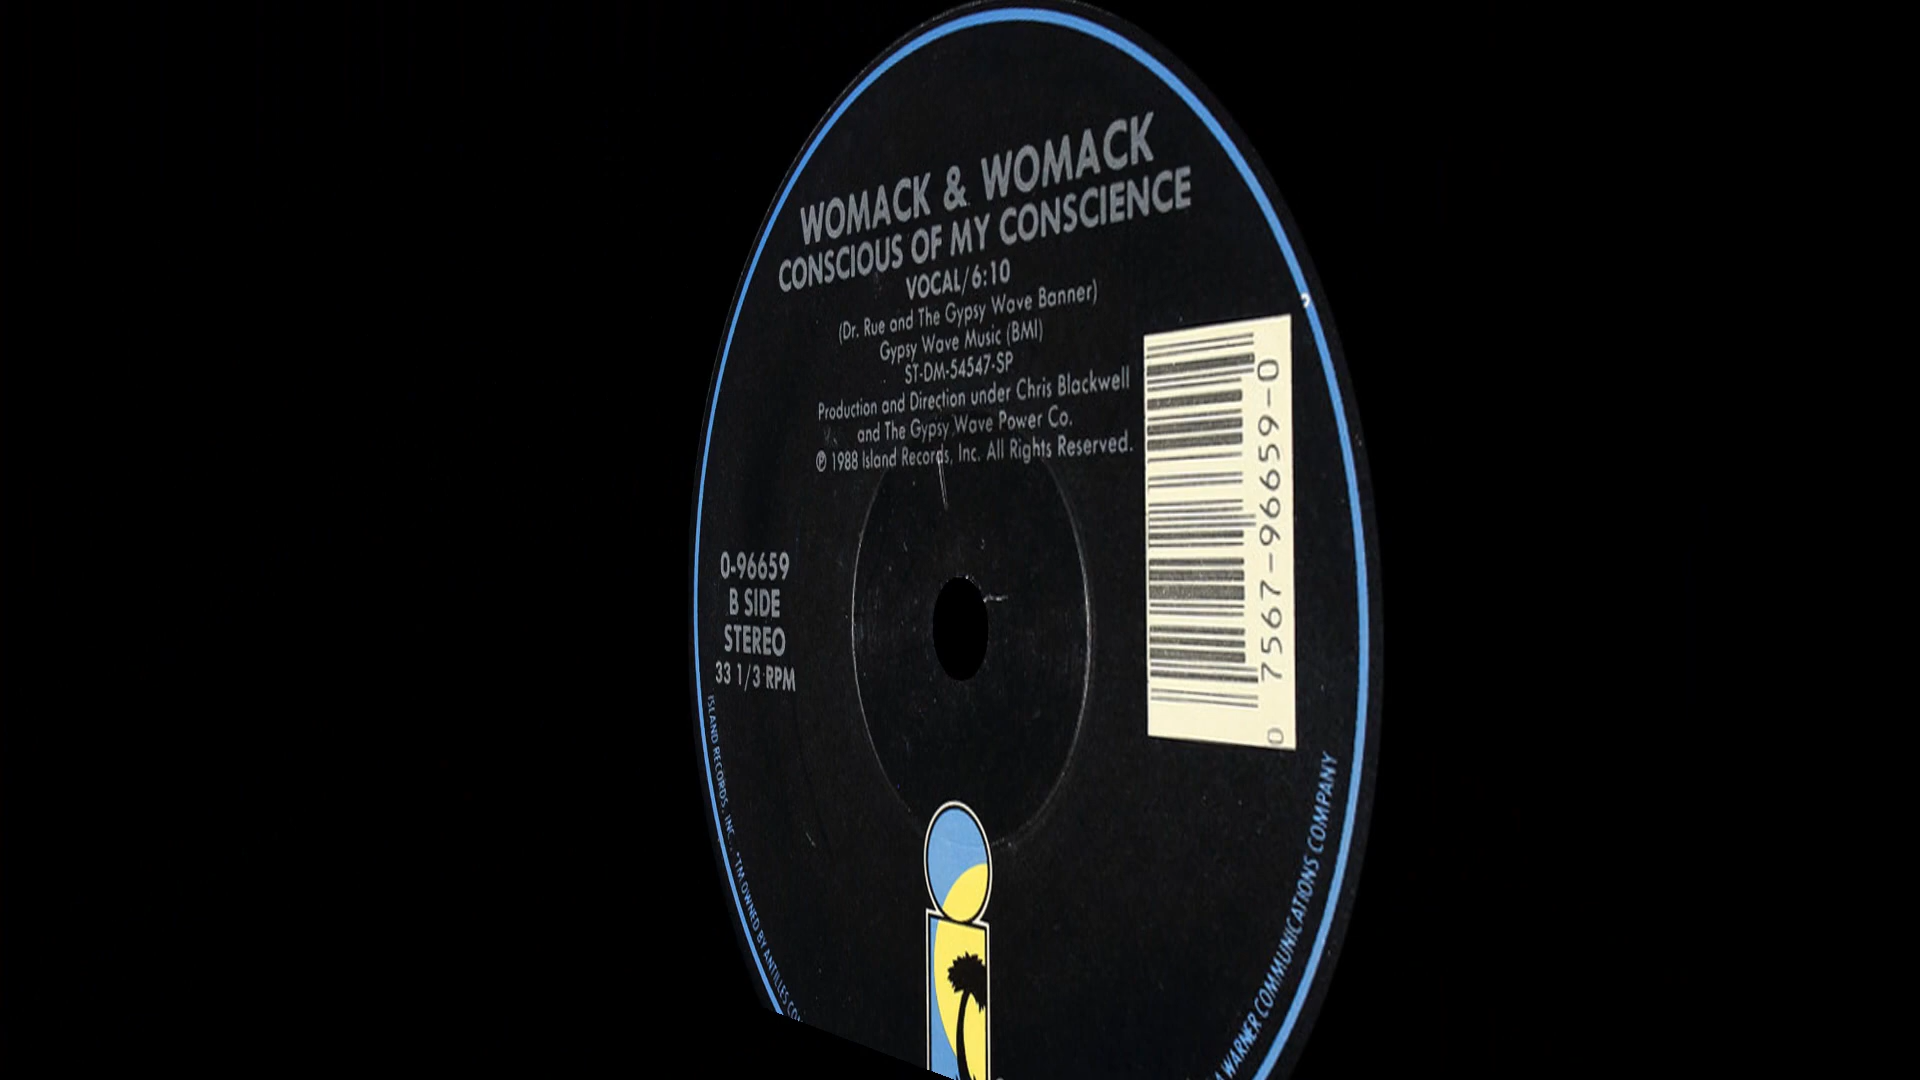 WOMACK & WOMACK
CONSCIOUS OF MY CONSCIENCE
VOCAL/6:10
(Dr. Rue and The Gypsy Wave Banner)
Gypsy Wave Music (BMI)
ST-DM-54547-SP
Production and Direction under Chris Blackwell
and The Gypsy Wave Power Co.
℗ 1988 Island Records, Inc. All Rights Reserved.
0-96659
B SIDE
STEREO
33 1/3 RPM
0 7567-96659-0
ISLAND RECORDS, INC., *TM OWNED BY ANTILLES
A WARNER COMMUNICATIONS COMPANY